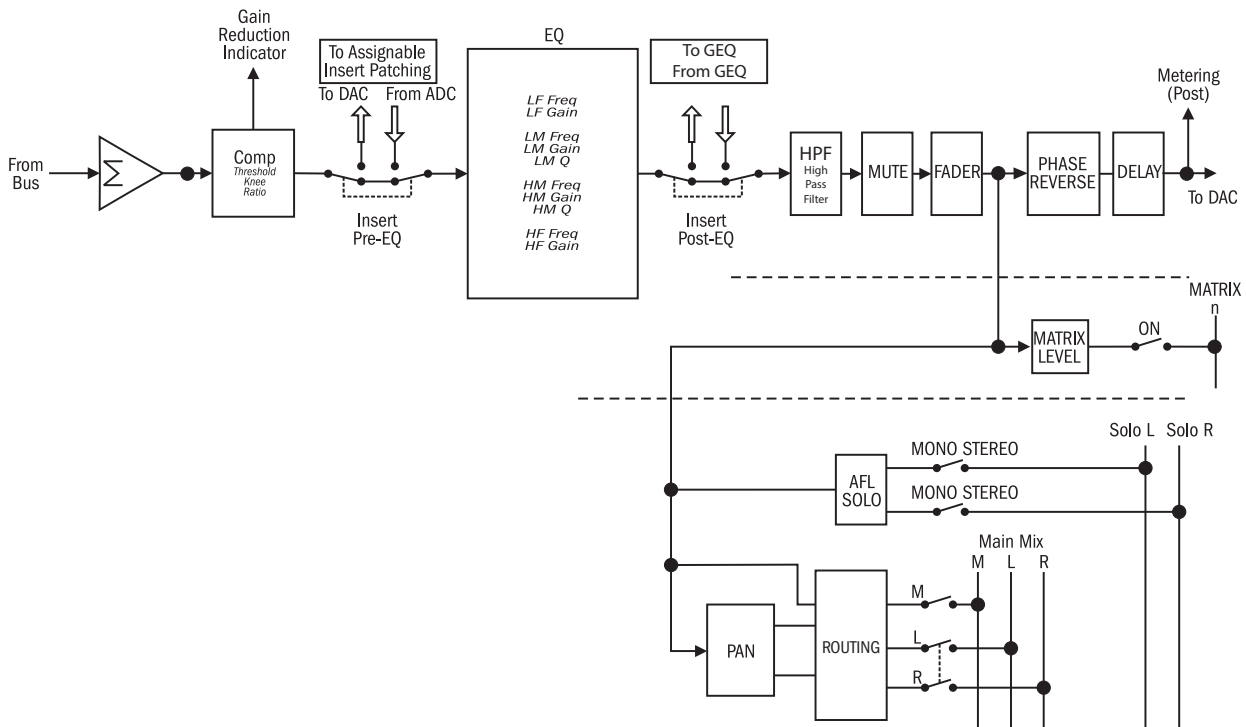 Gain
Reduction
Indicator
To Assignable
Insert Patching
To DAC
From ADC
EQ
To GEQ
From GEQ
Metering
(Post)
From
Bus
Σ
Comp
Threshold
Knee
Ratio
Insert
Pre-EQ
LF Freq
LF Gain
LM Freq
LM Gain
LM Q
HM Freq
HM Gain
HM Q
HF Freq
HF Gain
Insert
Post-EQ
HPF
High
Pass
Filter
MUTE
FADER
PHASE
REVERSE
DELAY
To DAC
MATRIX
n
MATRIX
LEVEL
ON
Solo L
Solo R
AFL
SOLO
MONO STEREO
MONO STEREO
Main Mix
M L R
PAN
ROUTING
M
L
R